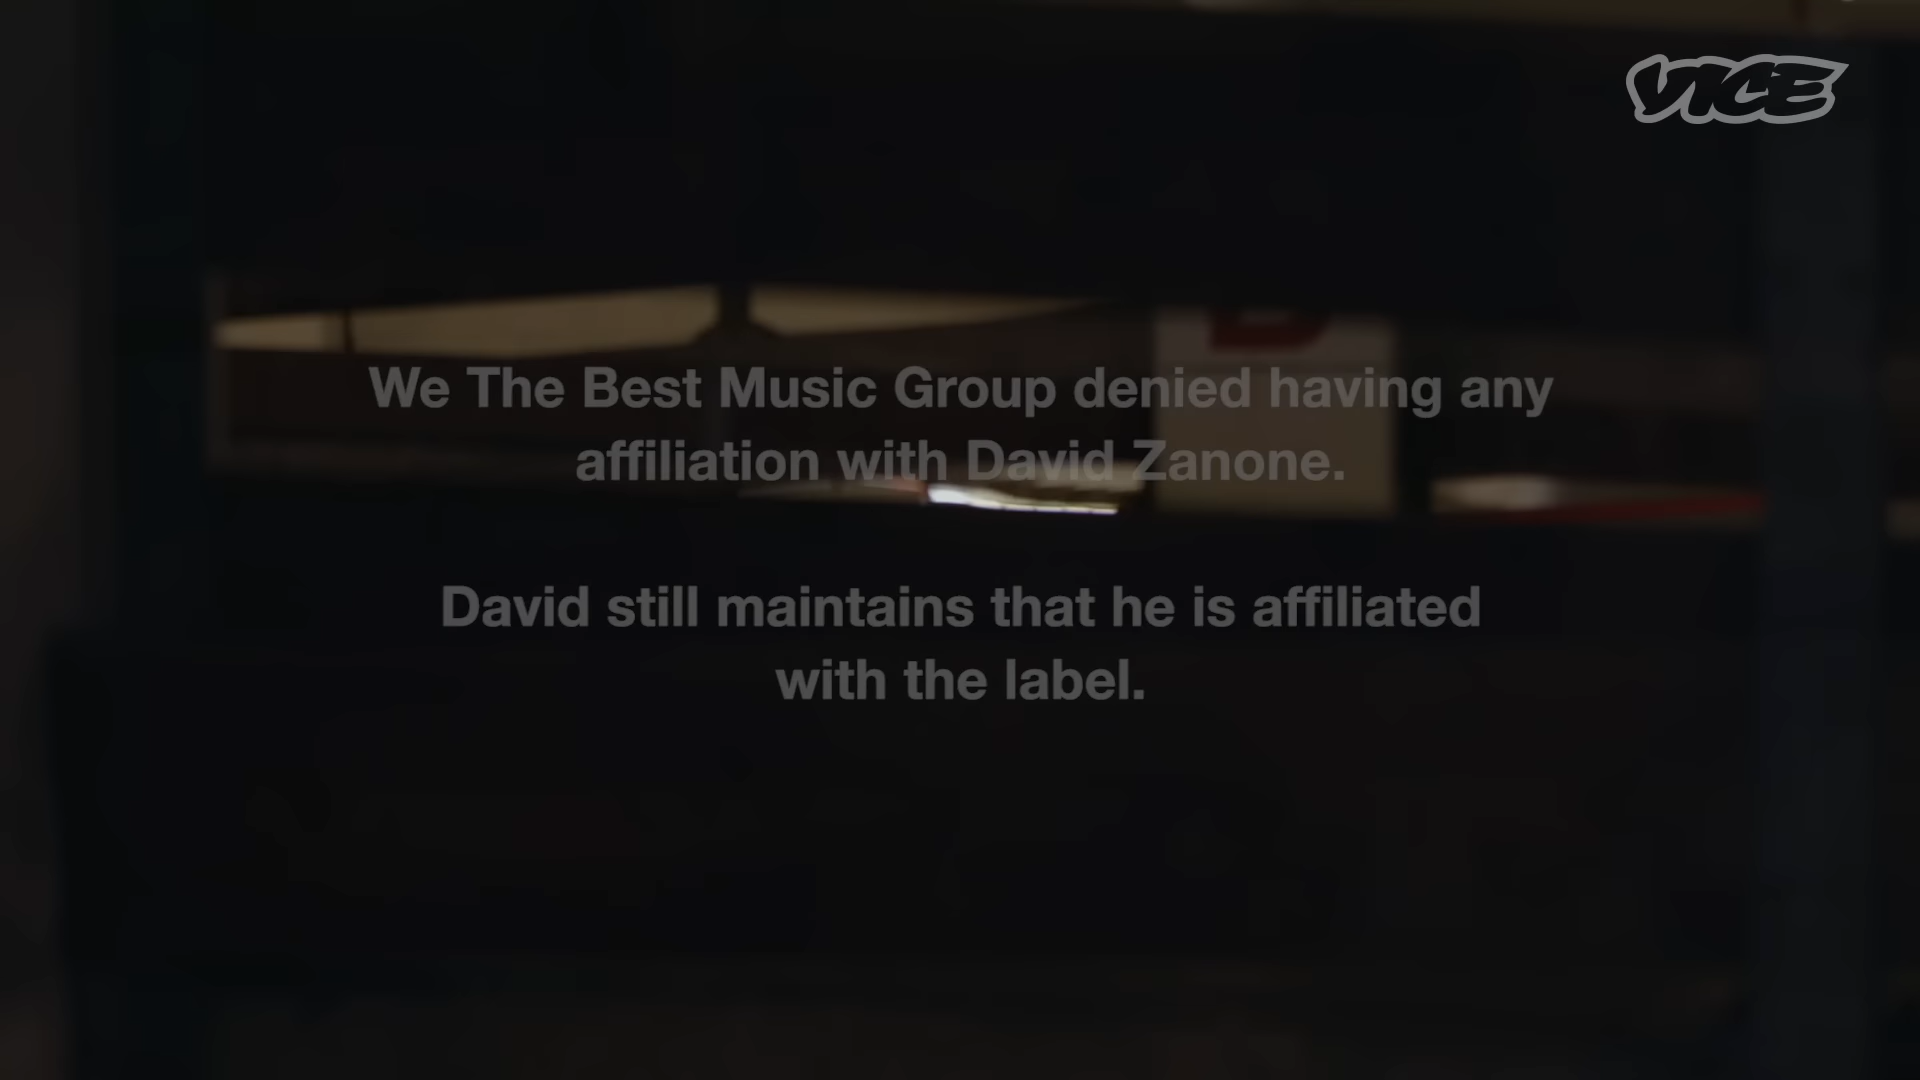 VICE
We The Best Music Group denied having any
affiliation with David Zanone.
David still maintains that he is affiliated
with the label.